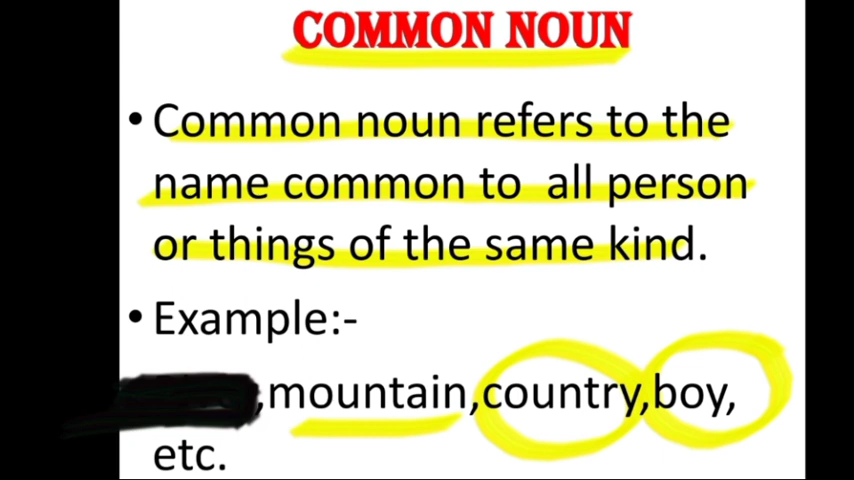 COMMON NOUN
• Common noun refers to the
name common to all person
or things of the same kind.
• Example:-
,mountain,country,boy,
etc.